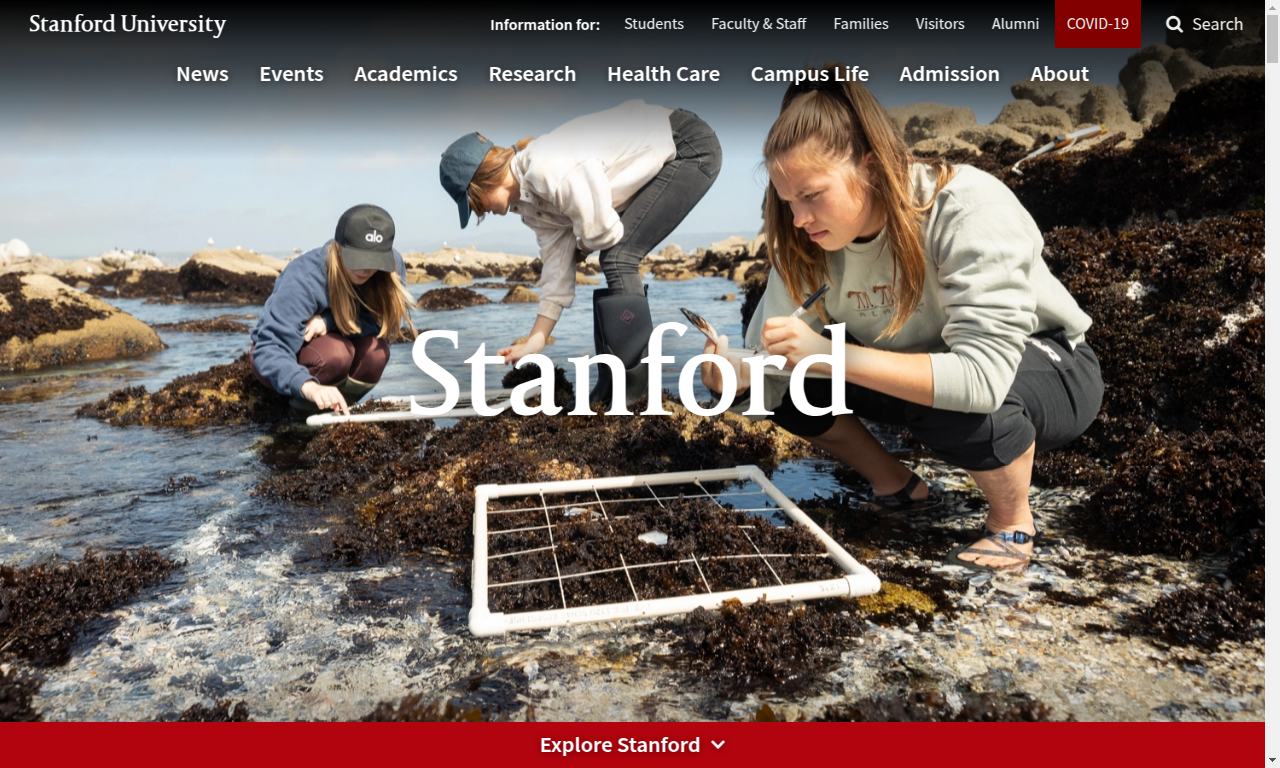 Stanford University
Information for: Students Faculty & Staff Families Visitors Alumni COVID-19 Search
News Events Academics Research Health Care Campus Life Admission About
alo
Stanford
Explore Stanford